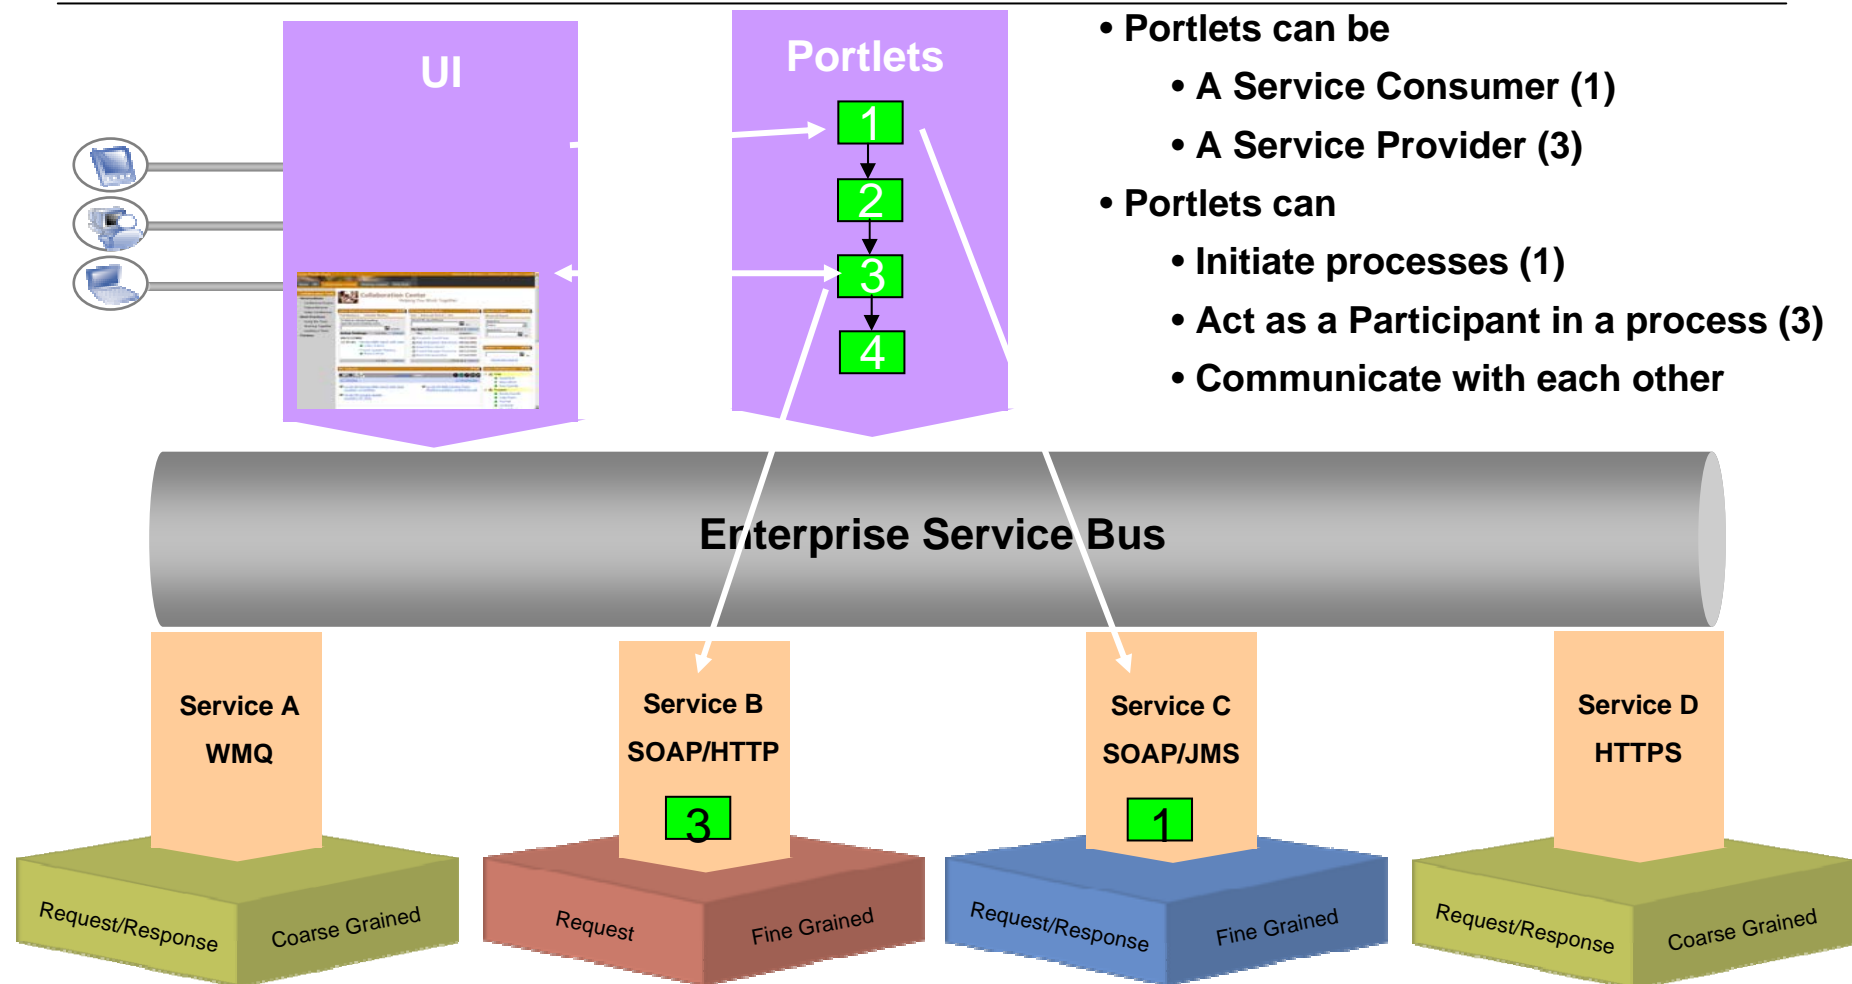 UI
Portlets
1
2
3
4
• Portlets can be
• A Service Consumer (1)
• A Service Provider (3)
• Portlets can
• Initiate processes (1)
• Act as a Participant in a process (3)
• Communicate with each other
Collaboration Center
Enterprise Service Bus
Service A
WMQ
Service B
SOAP/HTTP
3
Service C
SOAP/JMS
1
Service D
HTTPS
Request/Response
Coarse Grained
Request
Fine Grained
Request/Response
Fine Grained
Request/Response
Coarse Grained